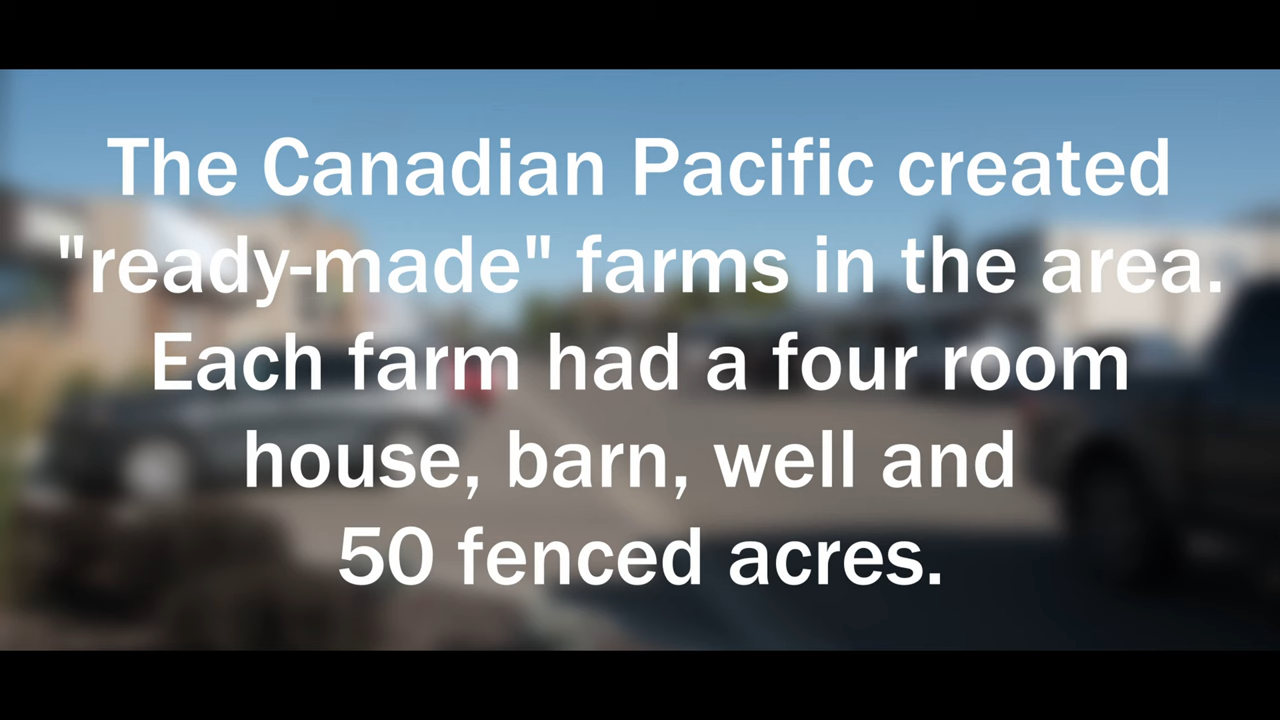 The Canadian Pacific created
"ready-made" farms in the area.
Each farm had a four room
house, barn, well and
50 fenced acres.